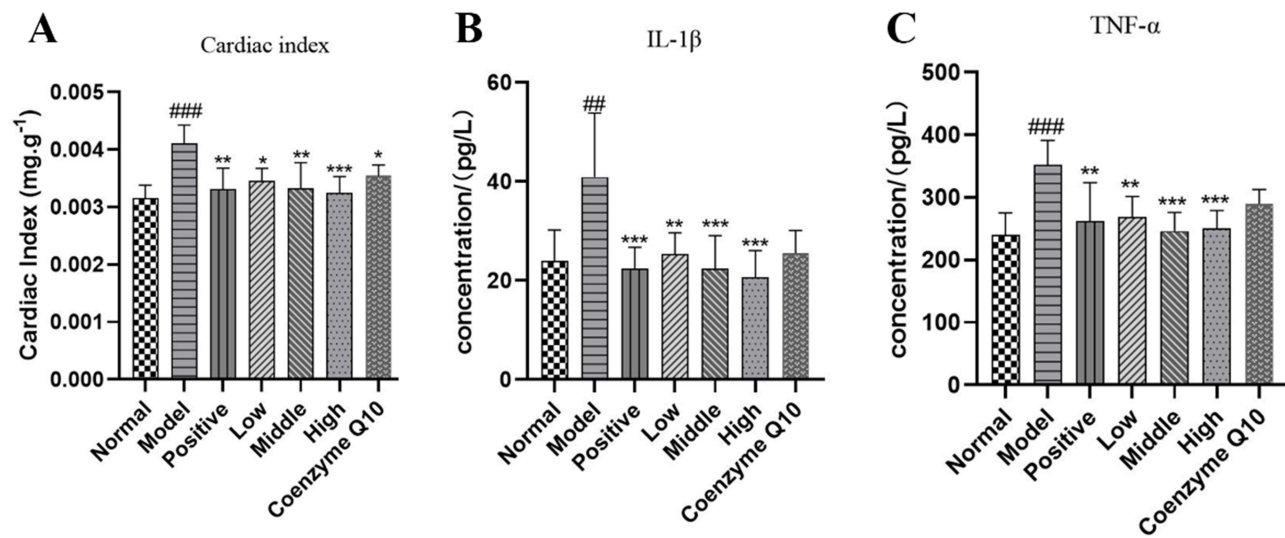 A
Cardiac index
Cardiac Index (mg.g⁻¹)
0.005
0.004
0.003
0.002
0.001
0.000
###
**
*
**
***
*
Normal
Model
Positive
Low
Middle
High
Coenzyme Q10
B
IL-1β
concentration/(pg/L)
60
40
20
0
##
***
**
***
***
Normal
Model
Positive
Low
Middle
High
Coenzyme Q10
C
TNF-α
concentration/(pg/L)
500
400
300
200
100
0
###
**
**
***
***
Normal
Model
Positive
Low
Middle
High
Coenzyme Q10